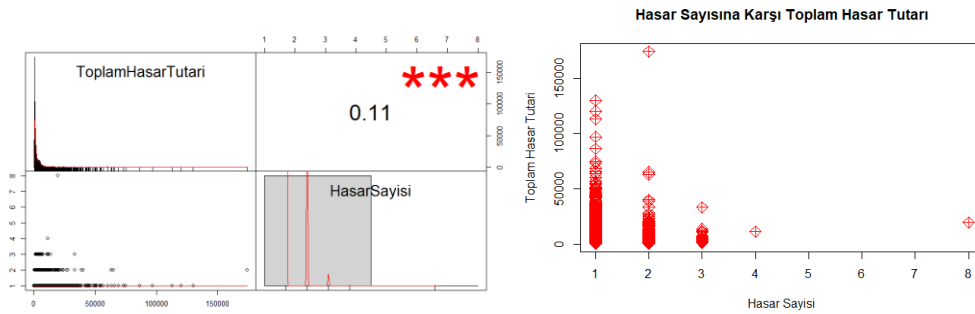 1 2 3 4 5 6 7 8
ToplamHasarTutari
***
0.11
0 50000 100000 150000
HasarSayisi
1 2 3 4 5 6 7 8
0 50000 100000 150000
Hasar Sayısına Karşı Toplam Hasar Tutarı
Toplam Hasar Tutari
0 50000 100000 150000
1 2 3 4 5 6 7 8
Hasar Sayisi